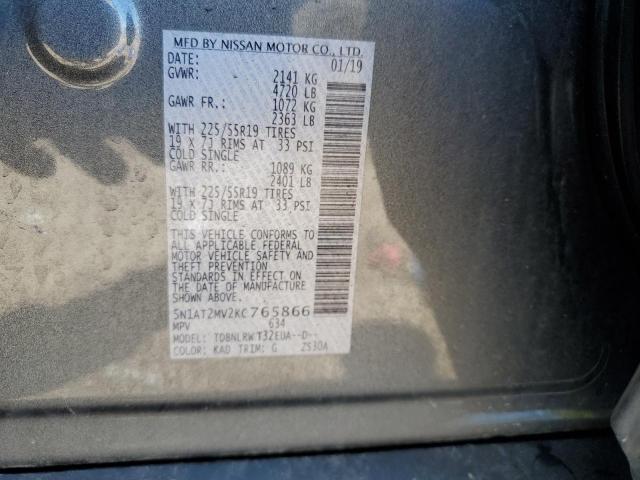 MFD BY NISSAN MOTOR CO., LTD.
DATE: 01/19
GVWR: 2141 KG
4720 LB
GAWR FR.: 1072 KG
2363 LB
WITH 225/55R19 TIRES
19 X 7J RIMS AT 33 PSI
COLD SINGLE
GAWR RR.: 1089 KG
2401 LB
WITH 225/55R19 TIRES
19 X 7J RIMS AT 33 PSI
COLD SINGLE
THIS VEHICLE CONFORMS TO
ALL APPLICABLE FEDERAL
MOTOR VEHICLE SAFETY AND
THEFT PREVENTION
STANDARDS IN EFFECT ON
THE DATE OF MANUFACTURE
SHOWN ABOVE.
5N1AT2MV2KC765866
MPV 634
MODEL: TDBNLRWT32EUA--D--
COLOR: KAD TRIM: G 2530A